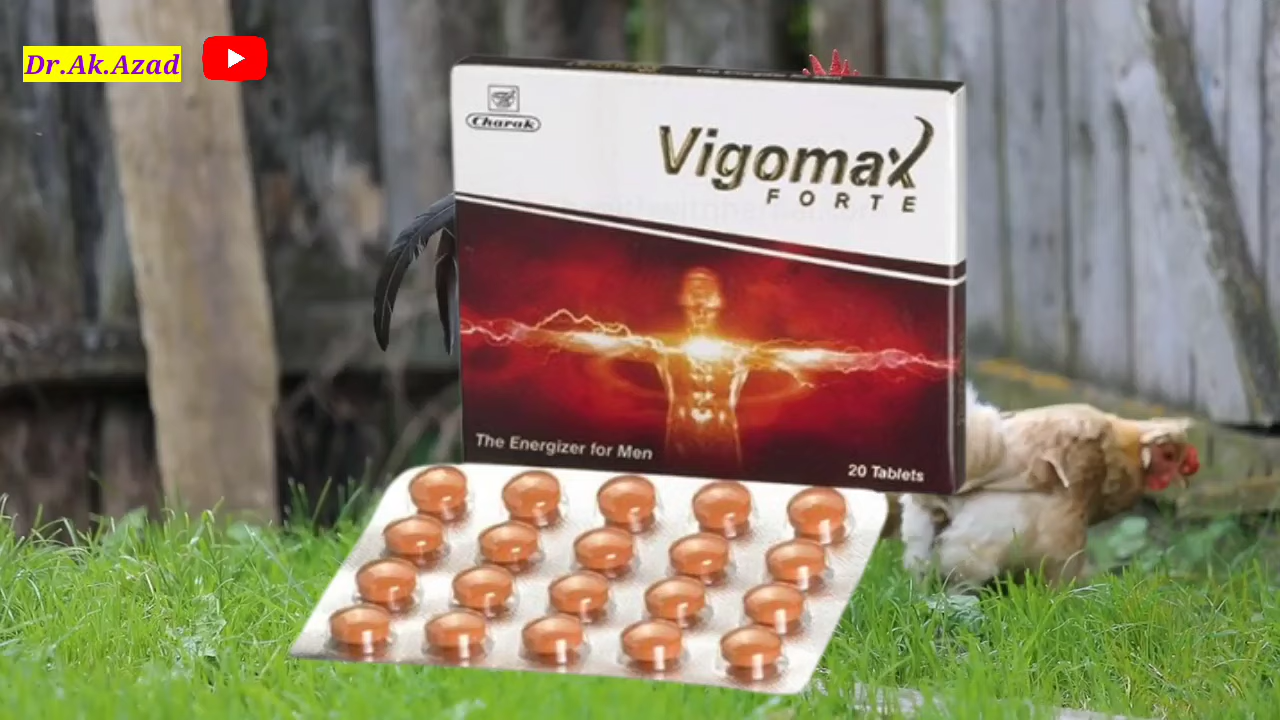 Dr.Ak.Azad
Charak
Vigomax
FORTE
The Energizer for Men
20 Tablets